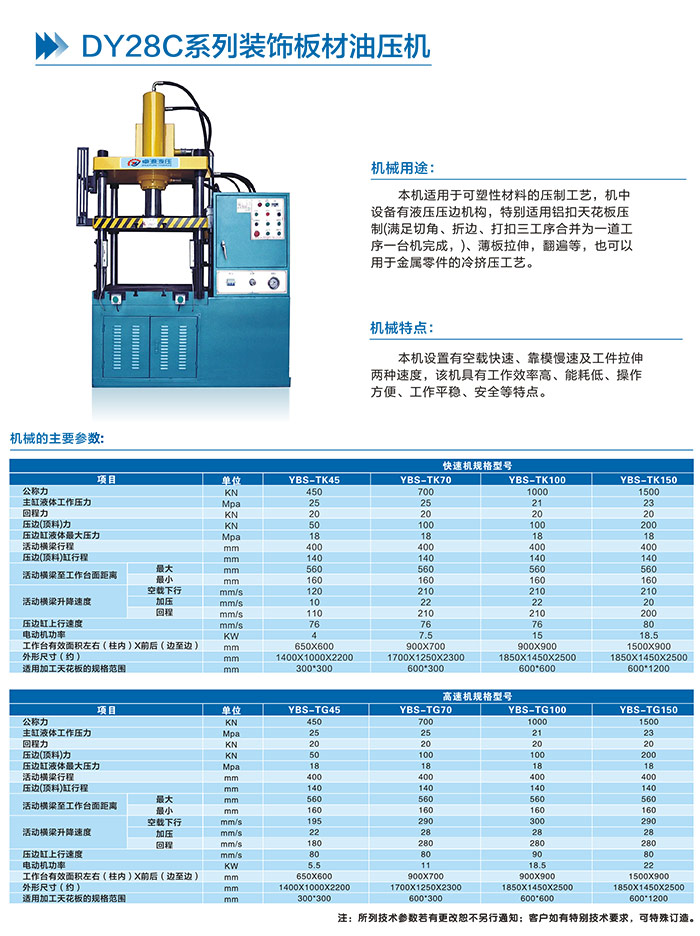 DY28C系列装饰板材油压机
卓泰液压
机械用途：
本机适用于可塑性材料的压制工艺，机中
设备有液压压边机构，特别适用铝扣天花板压
制(满足切角、折边、打扣三工序合并为一道工
序一台机完成，)、薄板拉伸，翻遍等，也可以
用于金属零件的冷挤压工艺。
机械特点：
本机设置有空载快速、靠模慢速及工件拉伸
两种速度，该机具有工作效率高、能耗低、操作
方便、工作平稳、安全等特点。
机械的主要参数:
快速机规格型号
项目 单位 YBS-TK45 YBS-TK70 YBS-TK100 YBS-TK150
公称力 KN 450 700 1000 1500
主缸液体工作压力 Mpa 25 25 21 23
回程力 KN 20 20 20 20
压边(顶料)力 KN 50 100 100 200
压边缸液体最大压力 Mpa 18 18 18 18
活动横梁行程 mm 400 400 400 400
压边(顶料)缸行程 mm 140 140 140 140
活动横梁至工作台面距离 最大 mm 560 560 560 560
最小 mm 160 160 160 160
活动横梁升降速度 空载下行 mm/s 120 210 210 210
加压 mm/s 10 22 22 20
回程 mm/s 110 210 210 200
压边缸上行速度 mm/s 76 76 76 80
电动机功率 KW 4 7.5 15 18.5
工作台有效面积左右（柱内）X前后（边至边） mm 650X600 900X700 900X900 1500X900
外形尺寸（约） mm 1400X1000X2200 1700X1250X2300 1850X1450X2500 1850X1450X2500
适用加工天花板的规格范围 mm 300*300 600*300 600*600 600*1200
高速机规格型号
项目 单位 YBS-TG45 YBS-TG70 YBS-TG100 YBS-TG150
公称力 KN 450 700 1000 1500
主缸液体工作压力 Mpa 25 25 21 23
回程力 KN 20 20 20 20
压边(顶料)力 KN 50 100 100 200
压边缸液体最大压力 Mpa 18 18 18 18
活动横梁行程 mm 400 400 400 400
压边(顶料)缸行程 mm 140 140 140 140
活动横梁至工作台面距离 最大 mm 560 560 560 560
最小 mm 160 160 160 160
活动横梁升降速度 空载下行 mm/s 195 290 300 290
加压 mm/s 22 28 28 28
回程 mm/s 180 280 280 280
压边缸上行速度 mm/s 80 80 90 80
电动机功率 KW 5.5 11 18.5 22
工作台有效面积左右（柱内）X前后（边至边） mm 650X600 900X700 900X900 1500X900
外形尺寸（约） mm 1400X1000X2200 1700X1250X2300 1850X1450X2500 1850X1450X2500
适用加工天花板的规格范围 mm 300*300 600*300 600*600 600*1200
注：所列技术参数若有更改恕不另行通知；客户如有特别技术要求，可特殊订造。